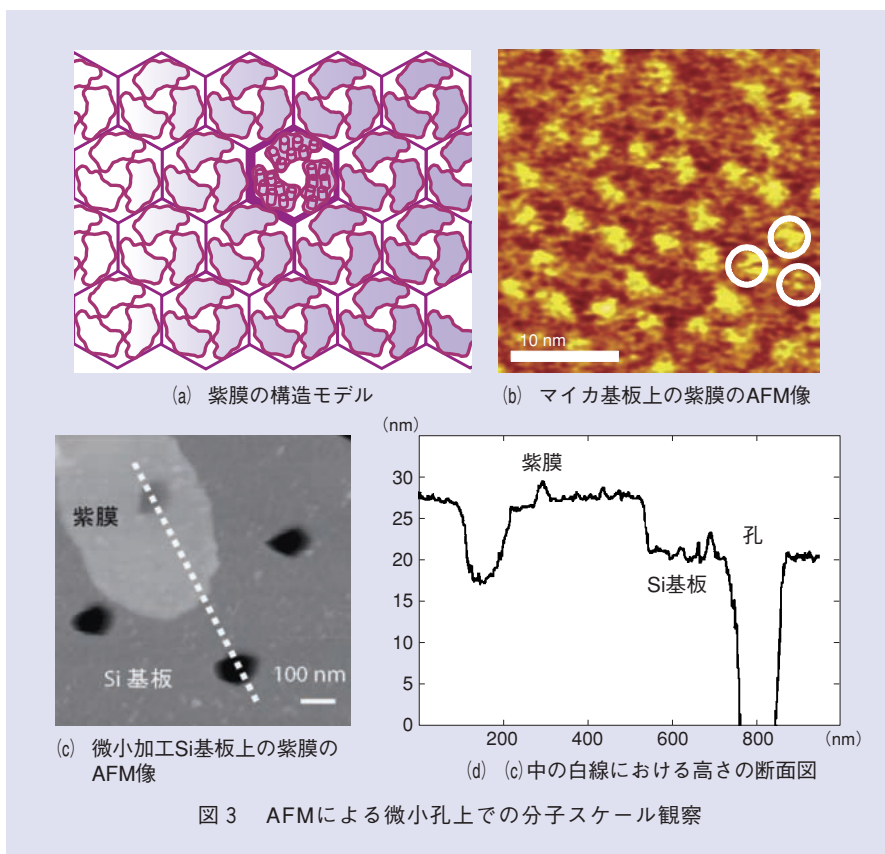 (a) 紫膜の構造モデル
10 nm
(b) マイカ基板上の紫膜のAFM像
紫膜
Si 基板
100 nm
(c) 微小加工Si基板上の紫膜の
AFM像
(nm)
30
25
20
15
10
5
0
200
400
600
800
(nm)
紫膜
Si基板
孔
(d) (c)中の白線における高さの断面図
図3 AFMによる微小孔上での分子スケール観察